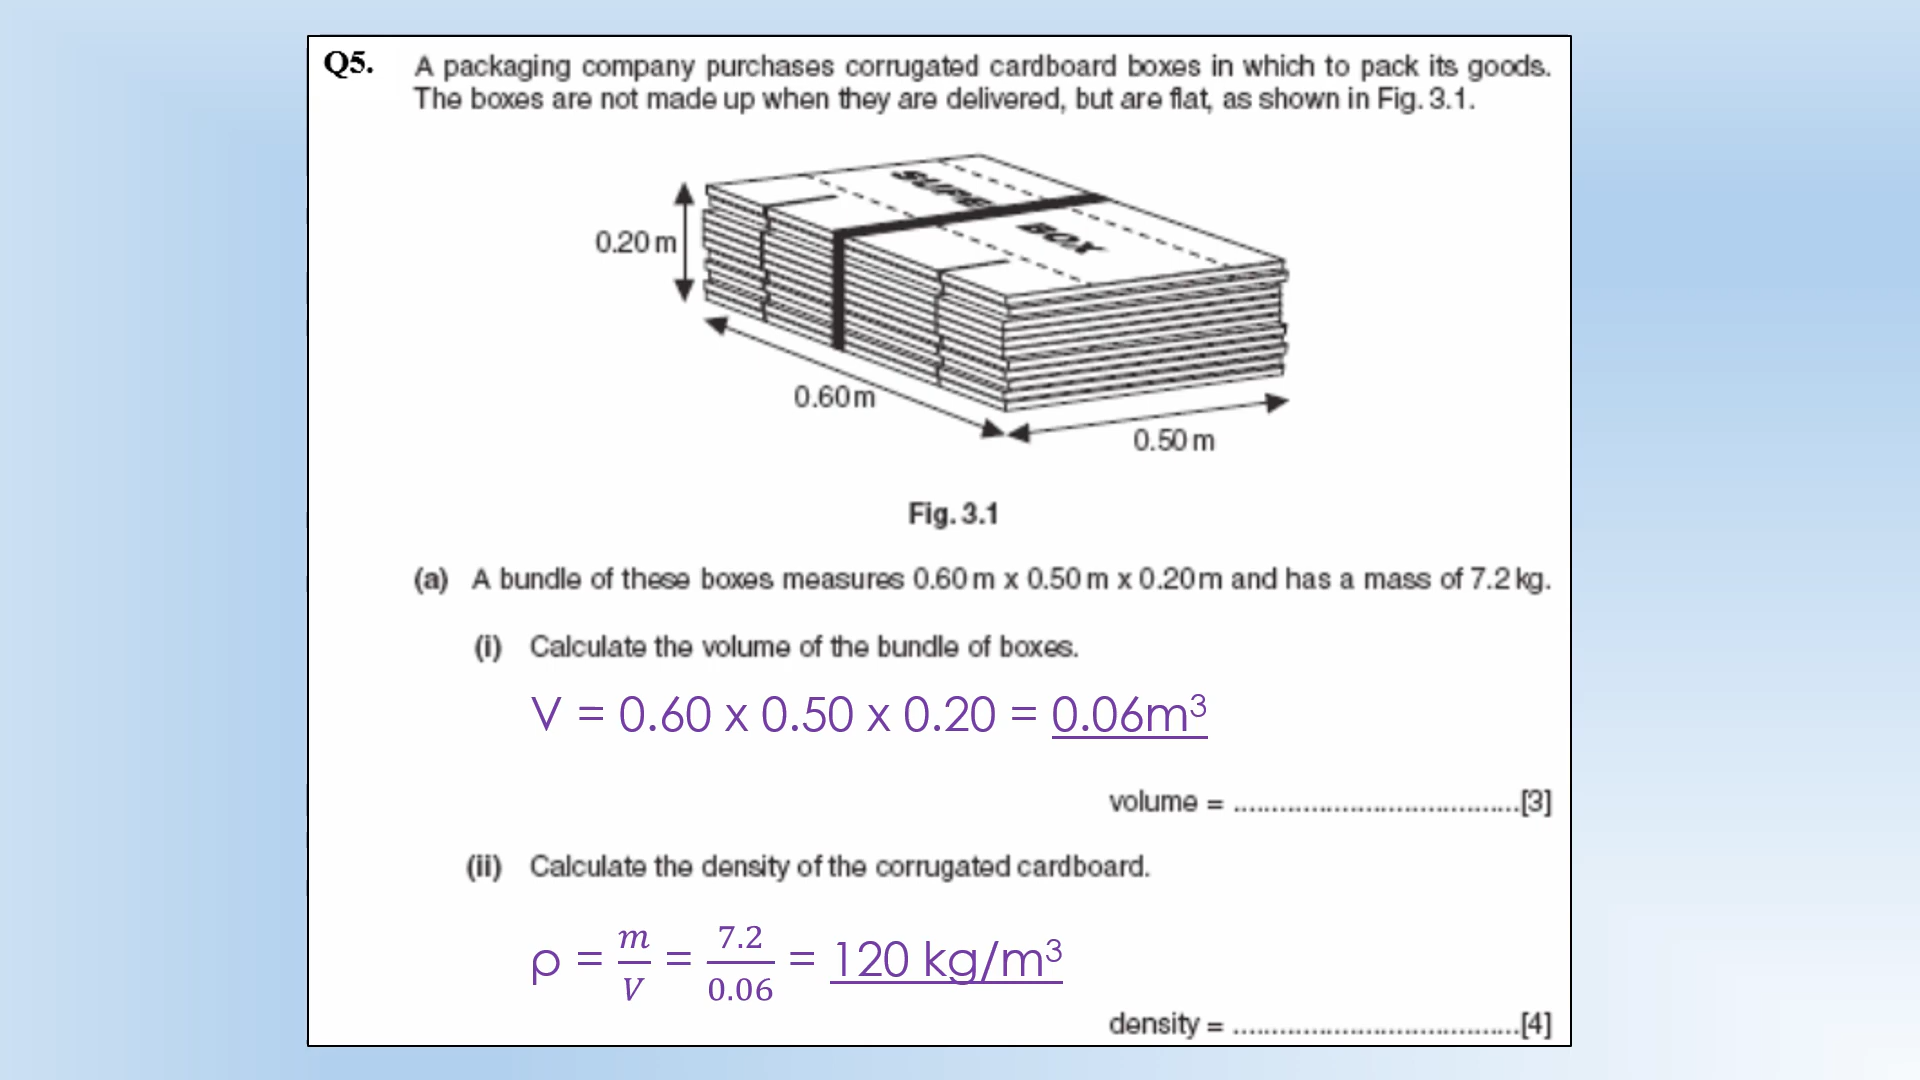 Q5. A packaging company purchases corrugated cardboard boxes in which to pack its goods.
The boxes are not made up when they are delivered, but are flat, as shown in Fig. 3.1.
SUPE
BOX
0.20 m
0.60 m
0.50 m
Fig. 3.1
(a) A bundle of these boxes measures 0.60 m x 0.50 m x 0.20 m and has a mass of 7.2 kg.
(i) Calculate the volume of the bundle of boxes.
V = 0.60 x 0.50 x 0.20 = 0.06m³
volume = .....................................[3]
(ii) Calculate the density of the corrugated cardboard.
ρ = m/V = 7.2/0.06 = 120 kg/m³
density = .....................................[4]